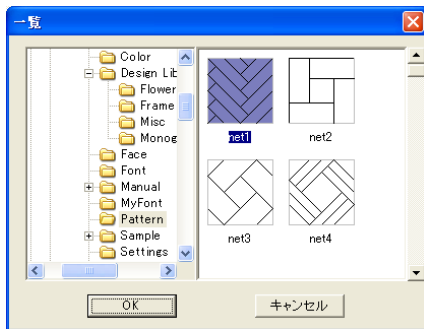 一覧
Color
Design Lib
Flower
Frame
Misc
Monog
Face
Font
Manual
MyFont
Pattern
Sample
Settings
net1
net2
net3
net4
OK
キャンセル